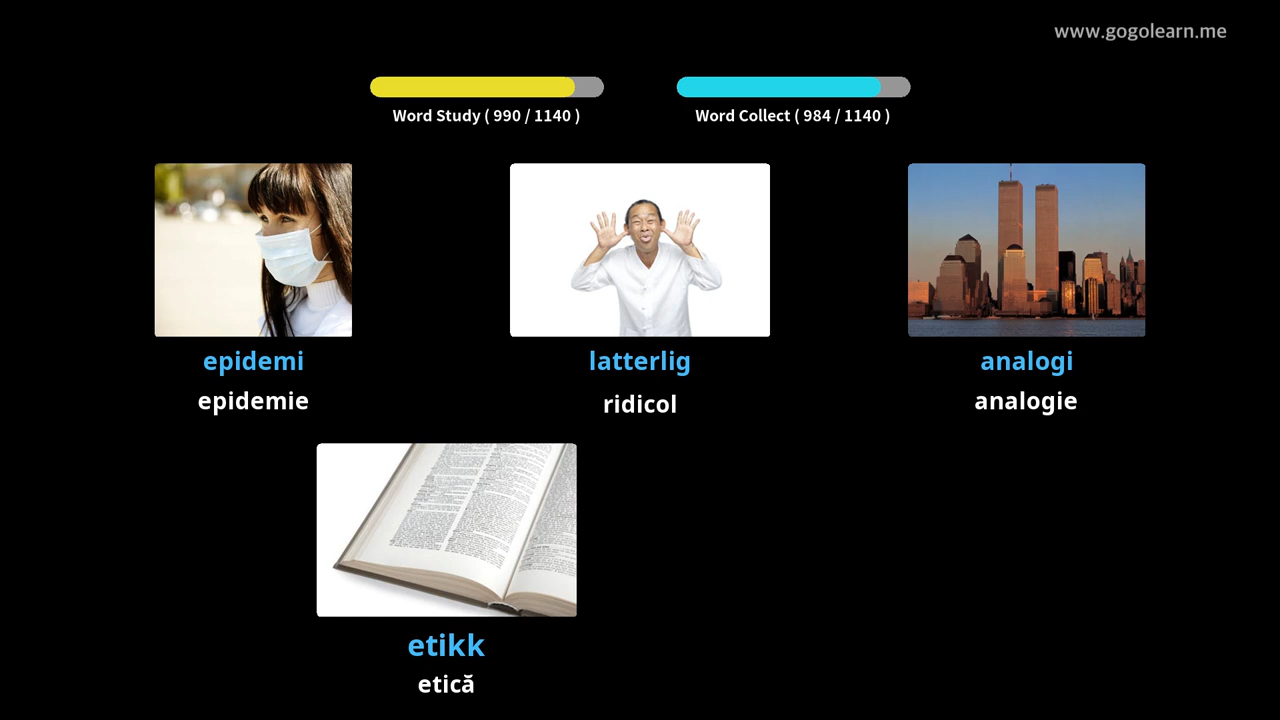 www.gogolearn.me
Word Study ( 990 / 1140 )
Word Collect ( 984 / 1140 )
epidemi
epidemie
latterlig
ridicol
analogi
analogie
etikk
etică